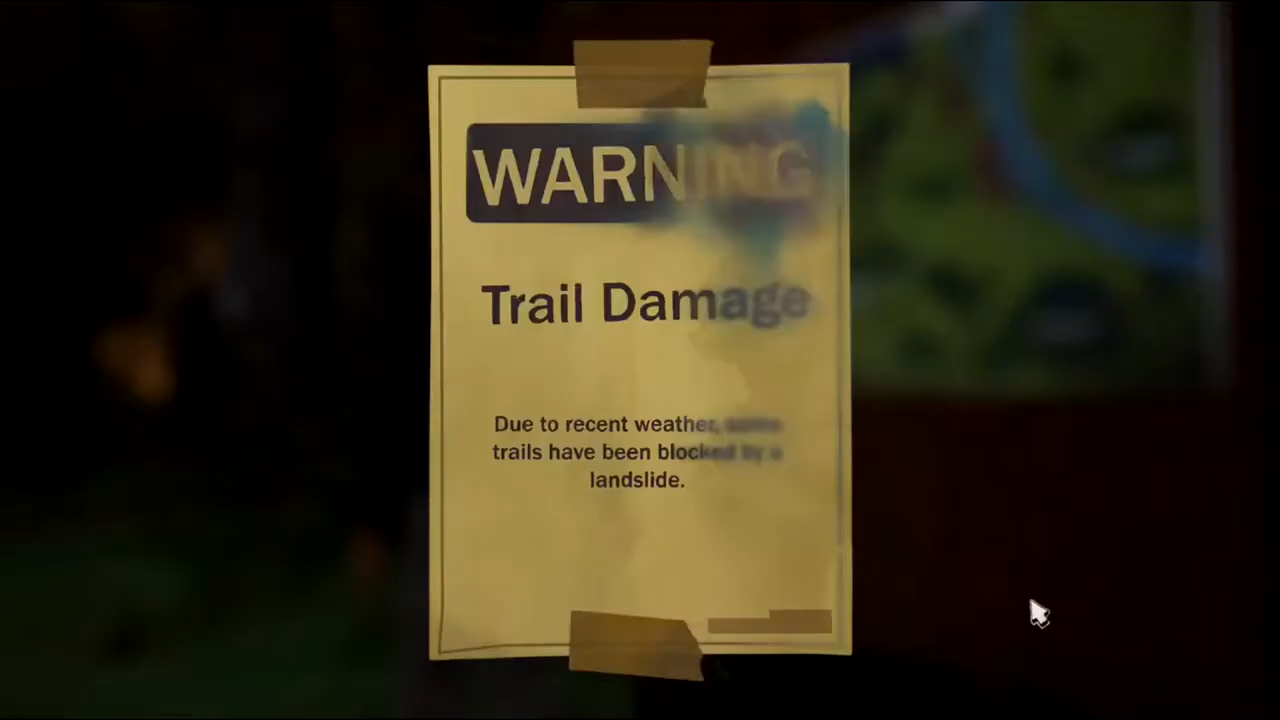 WARNING
Trail Damage
Due to recent weather, some
trails have been blocked by a
landslide.